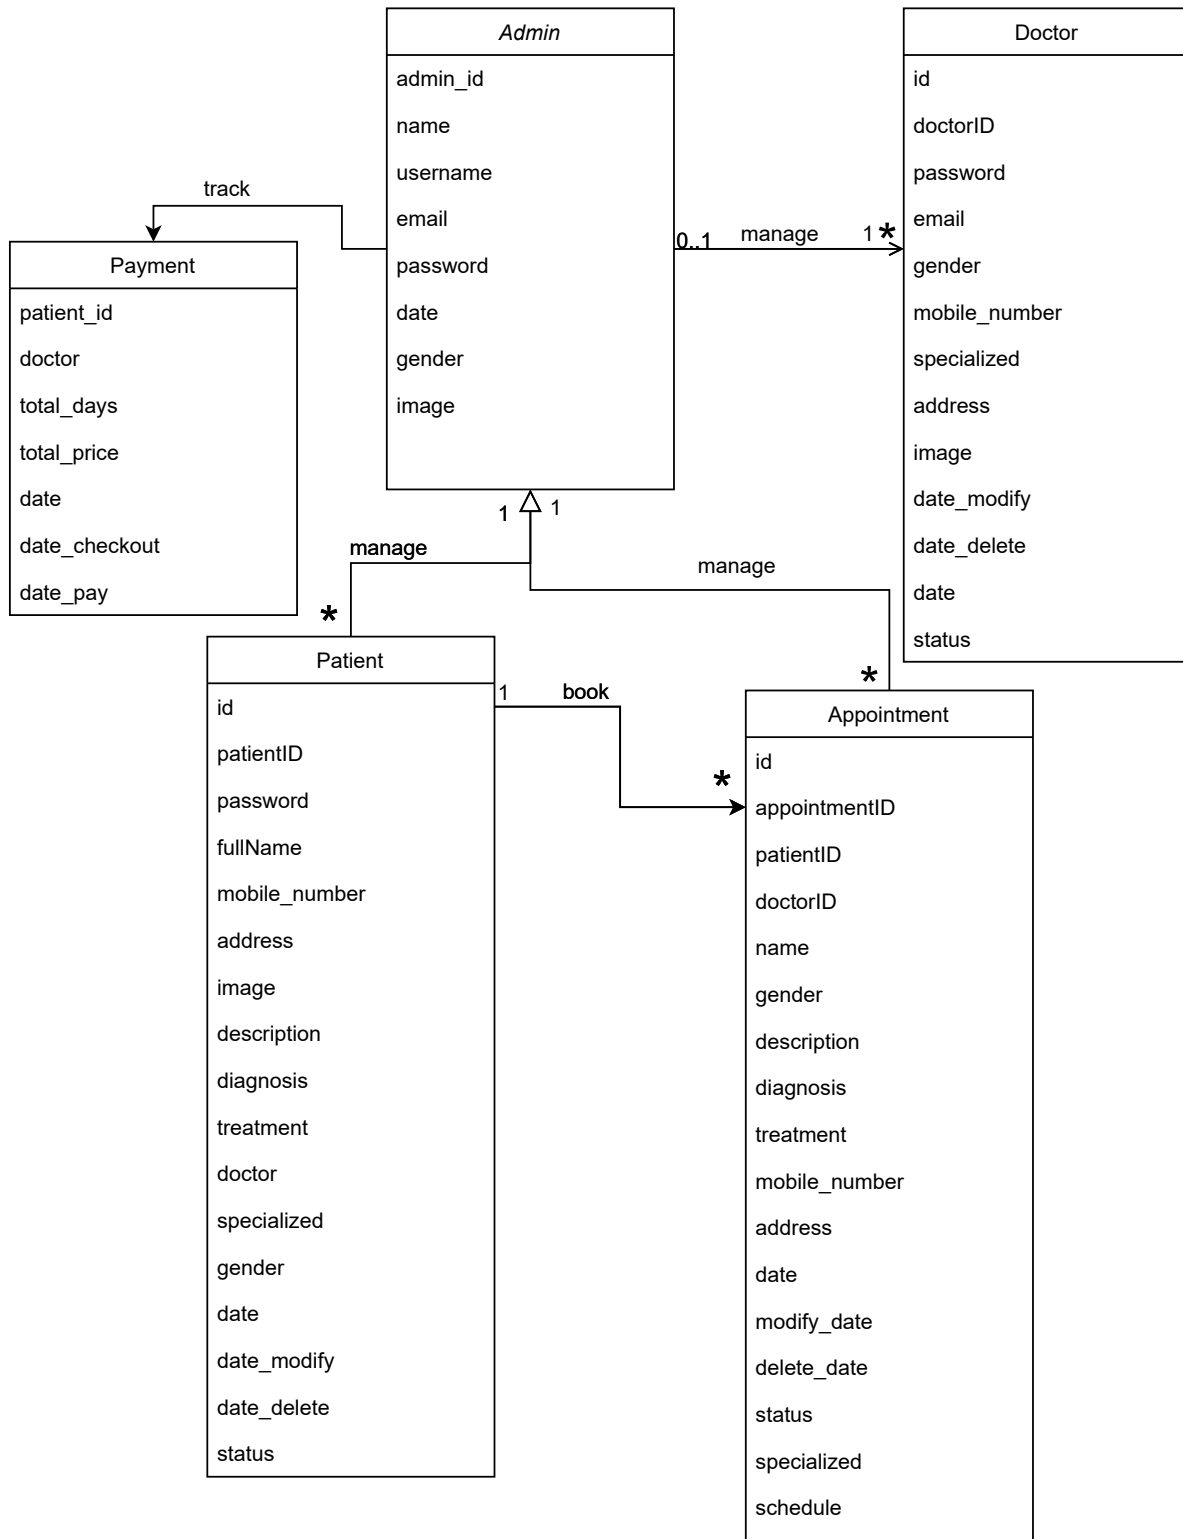 Admin
admin_id
name
username
email
password
date
gender
image
Doctor
id
doctorID
password
email
gender
mobile_number
specialized
address
image
date_modify
date_delete
date
status
track
0..1
manage
1
*
Payment
patient_id
doctor
total_days
total_price
date
date_checkout
date_pay
1
1
manage
manage
*
*
Patient
id
patientID
password
fullName
mobile_number
address
image
description
diagnosis
treatment
doctor
specialized
gender
date
date_modify
date_delete
status
1
book
*
Appointment
id
appointmentID
patientID
doctorID
name
gender
description
diagnosis
treatment
mobile_number
address
date
modify_date
delete_date
status
specialized
schedule